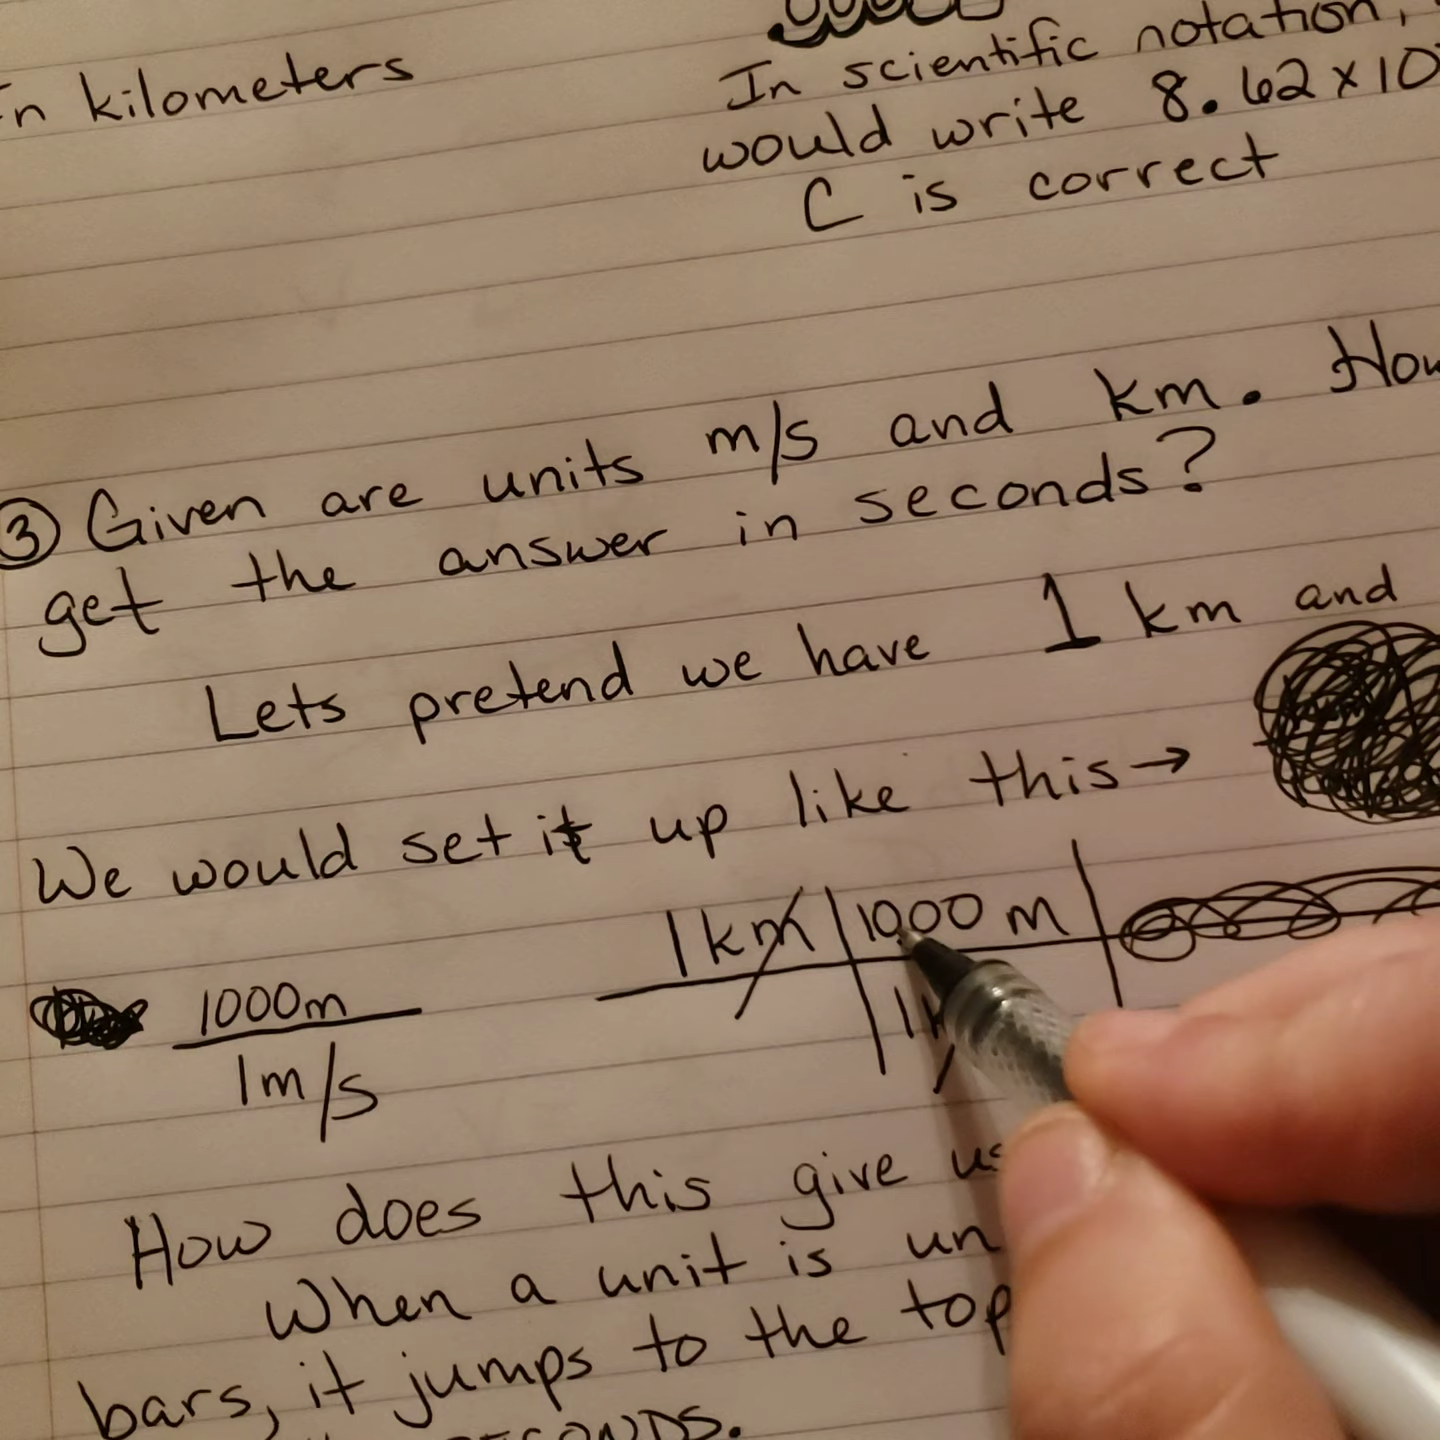 In kilometers
In scientific notation,
would write 8.62 x 10
C is correct
③ Given are units m/s and km. How
get the answer in seconds?
Lets pretend we have 1 km and
We would set it up like this →
1 km | 1000 m
1000m
1m/s
How does this give us
When a unit is un
bars, it jumps to the top